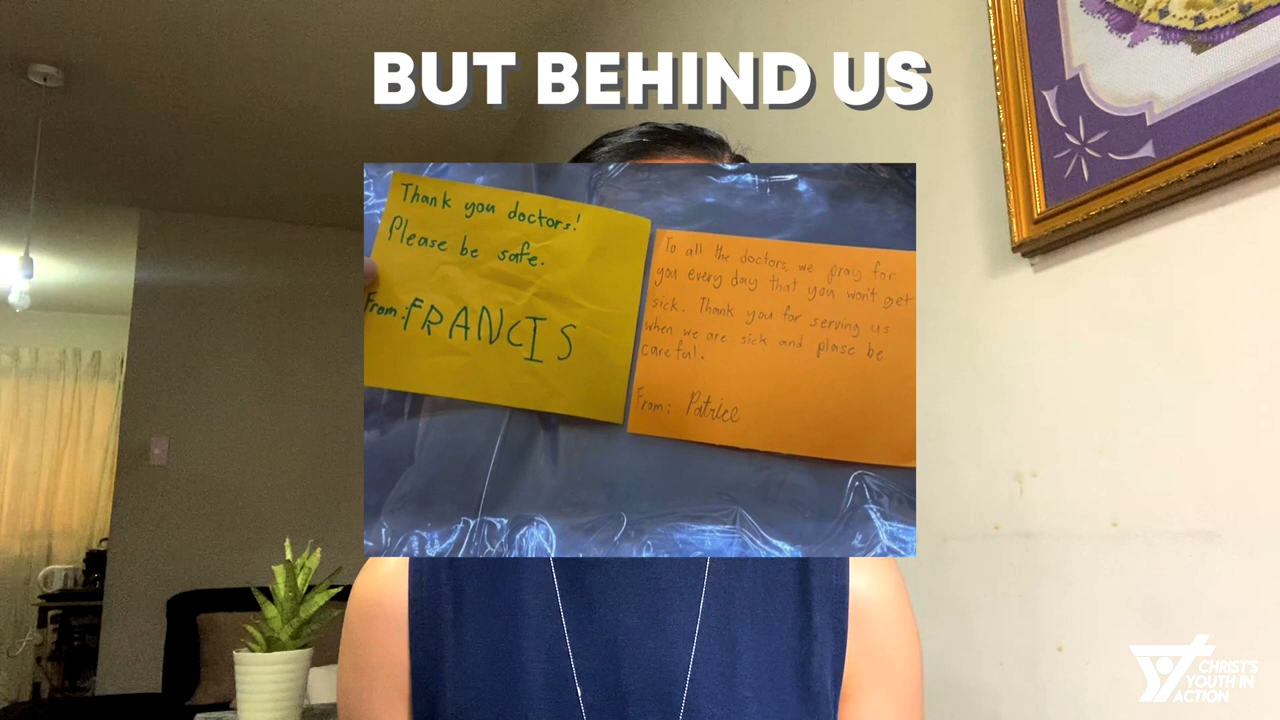 BUT BEHIND US
Thank you doctors!
Please be safe.
From: FRANCIS
To all the doctors, we pray for
you every day that you won't get
sick. Thank you for serving us
when we are sick and plase be
careful.
From: Patrice
CHRIST'S
YOUTH IN
ACTION